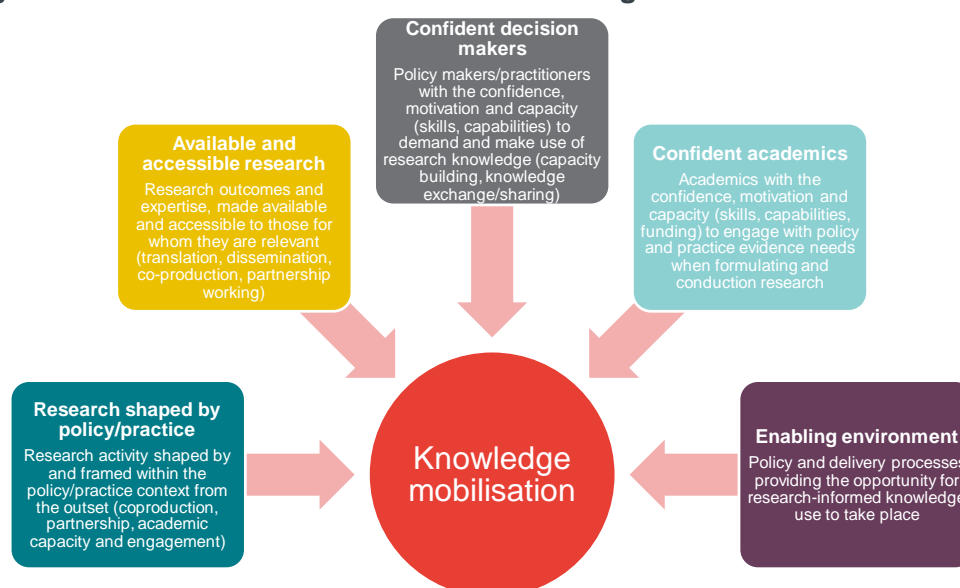 Confident decision
makers
Policy makers/practitioners
with the confidence,
motivation and capacity
(skills, capabilities) to
demand and make use of
research knowledge (capacity
building, knowledge
exchange/sharing)
Available and
accessible research
Research outcomes and
expertise, made available
and accessible to those for
whom they are relevant
(translation, dissemination,
co-production, partnership
working)
Confident academics
Academics with the
confidence, motivation and
capacity (skills, capabilities,
funding) to engage with policy
and practice evidence needs
when formulating and
conduction research
Research shaped by
policy/practice
Research activity shaped by
and framed within the
policy/practice context from
the outset (coproduction,
partnership, academic
capacity and engagement)
Knowledge
mobilisation
Enabling environment
Policy and delivery processes
providing the opportunity for
research-informed knowledge
use to take place